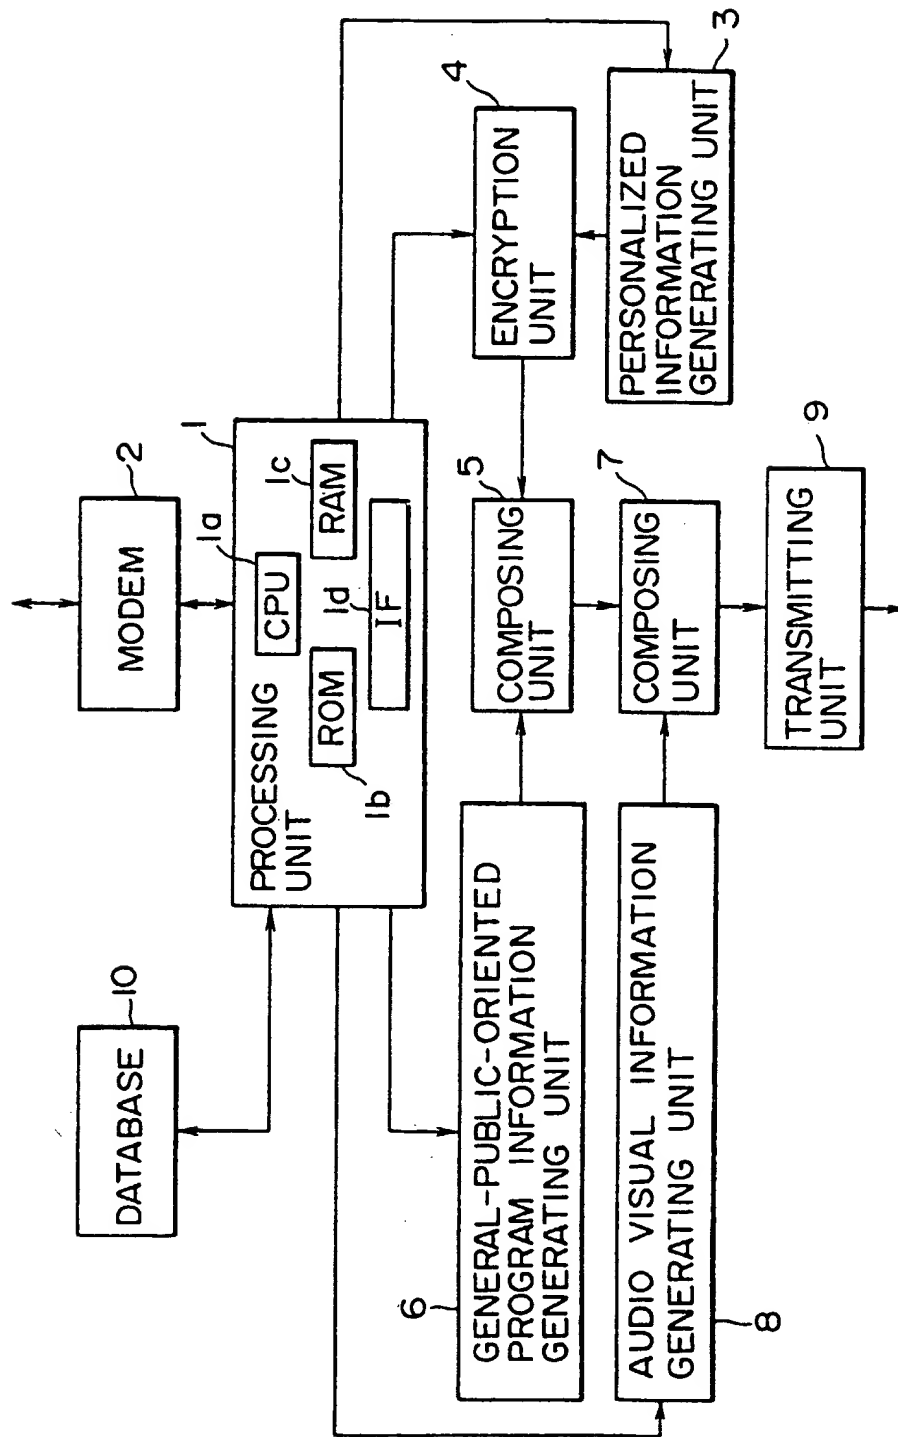 DATABASE
10
MODEM
2
PROCESSING
UNIT
1
CPU
1a
ROM
1b
RAM
1c
1d
IF
ENCRYPTION
UNIT
4
PERSONALIZED
INFORMATION
GENERATING UNIT
3
GENERAL-PUBLIC-ORIENTED
PROGRAM INFORMATION
GENERATING UNIT
6
COMPOSING
UNIT
5
AUDIO VISUAL INFORMATION
GENERATING UNIT
8
COMPOSING
UNIT
7
TRANSMITTING
UNIT
9